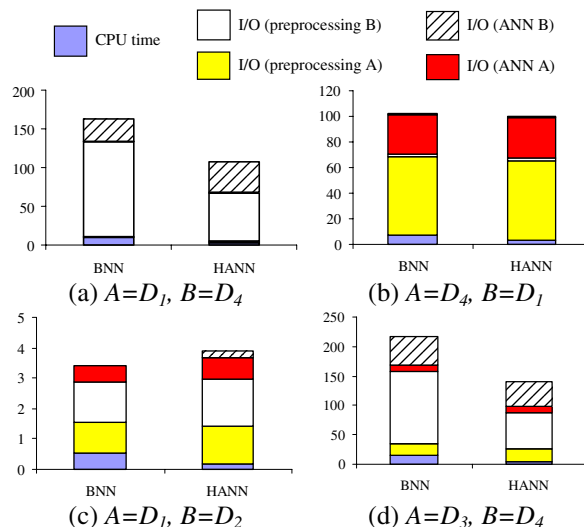 CPU time
I/O (preprocessing B)
I/O (ANN B)
I/O (preprocessing A)
I/O (ANN A)
200
150
100
50
0
BNN HANN
(a) A=D1, B=D4
120
100
80
60
40
20
0
BNN HANN
(b) A=D4, B=D1
5
4
3
2
1
0
BNN HANN
(c) A=D1, B=D2
250
200
150
100
50
0
BNN HANN
(d) A=D3, B=D4